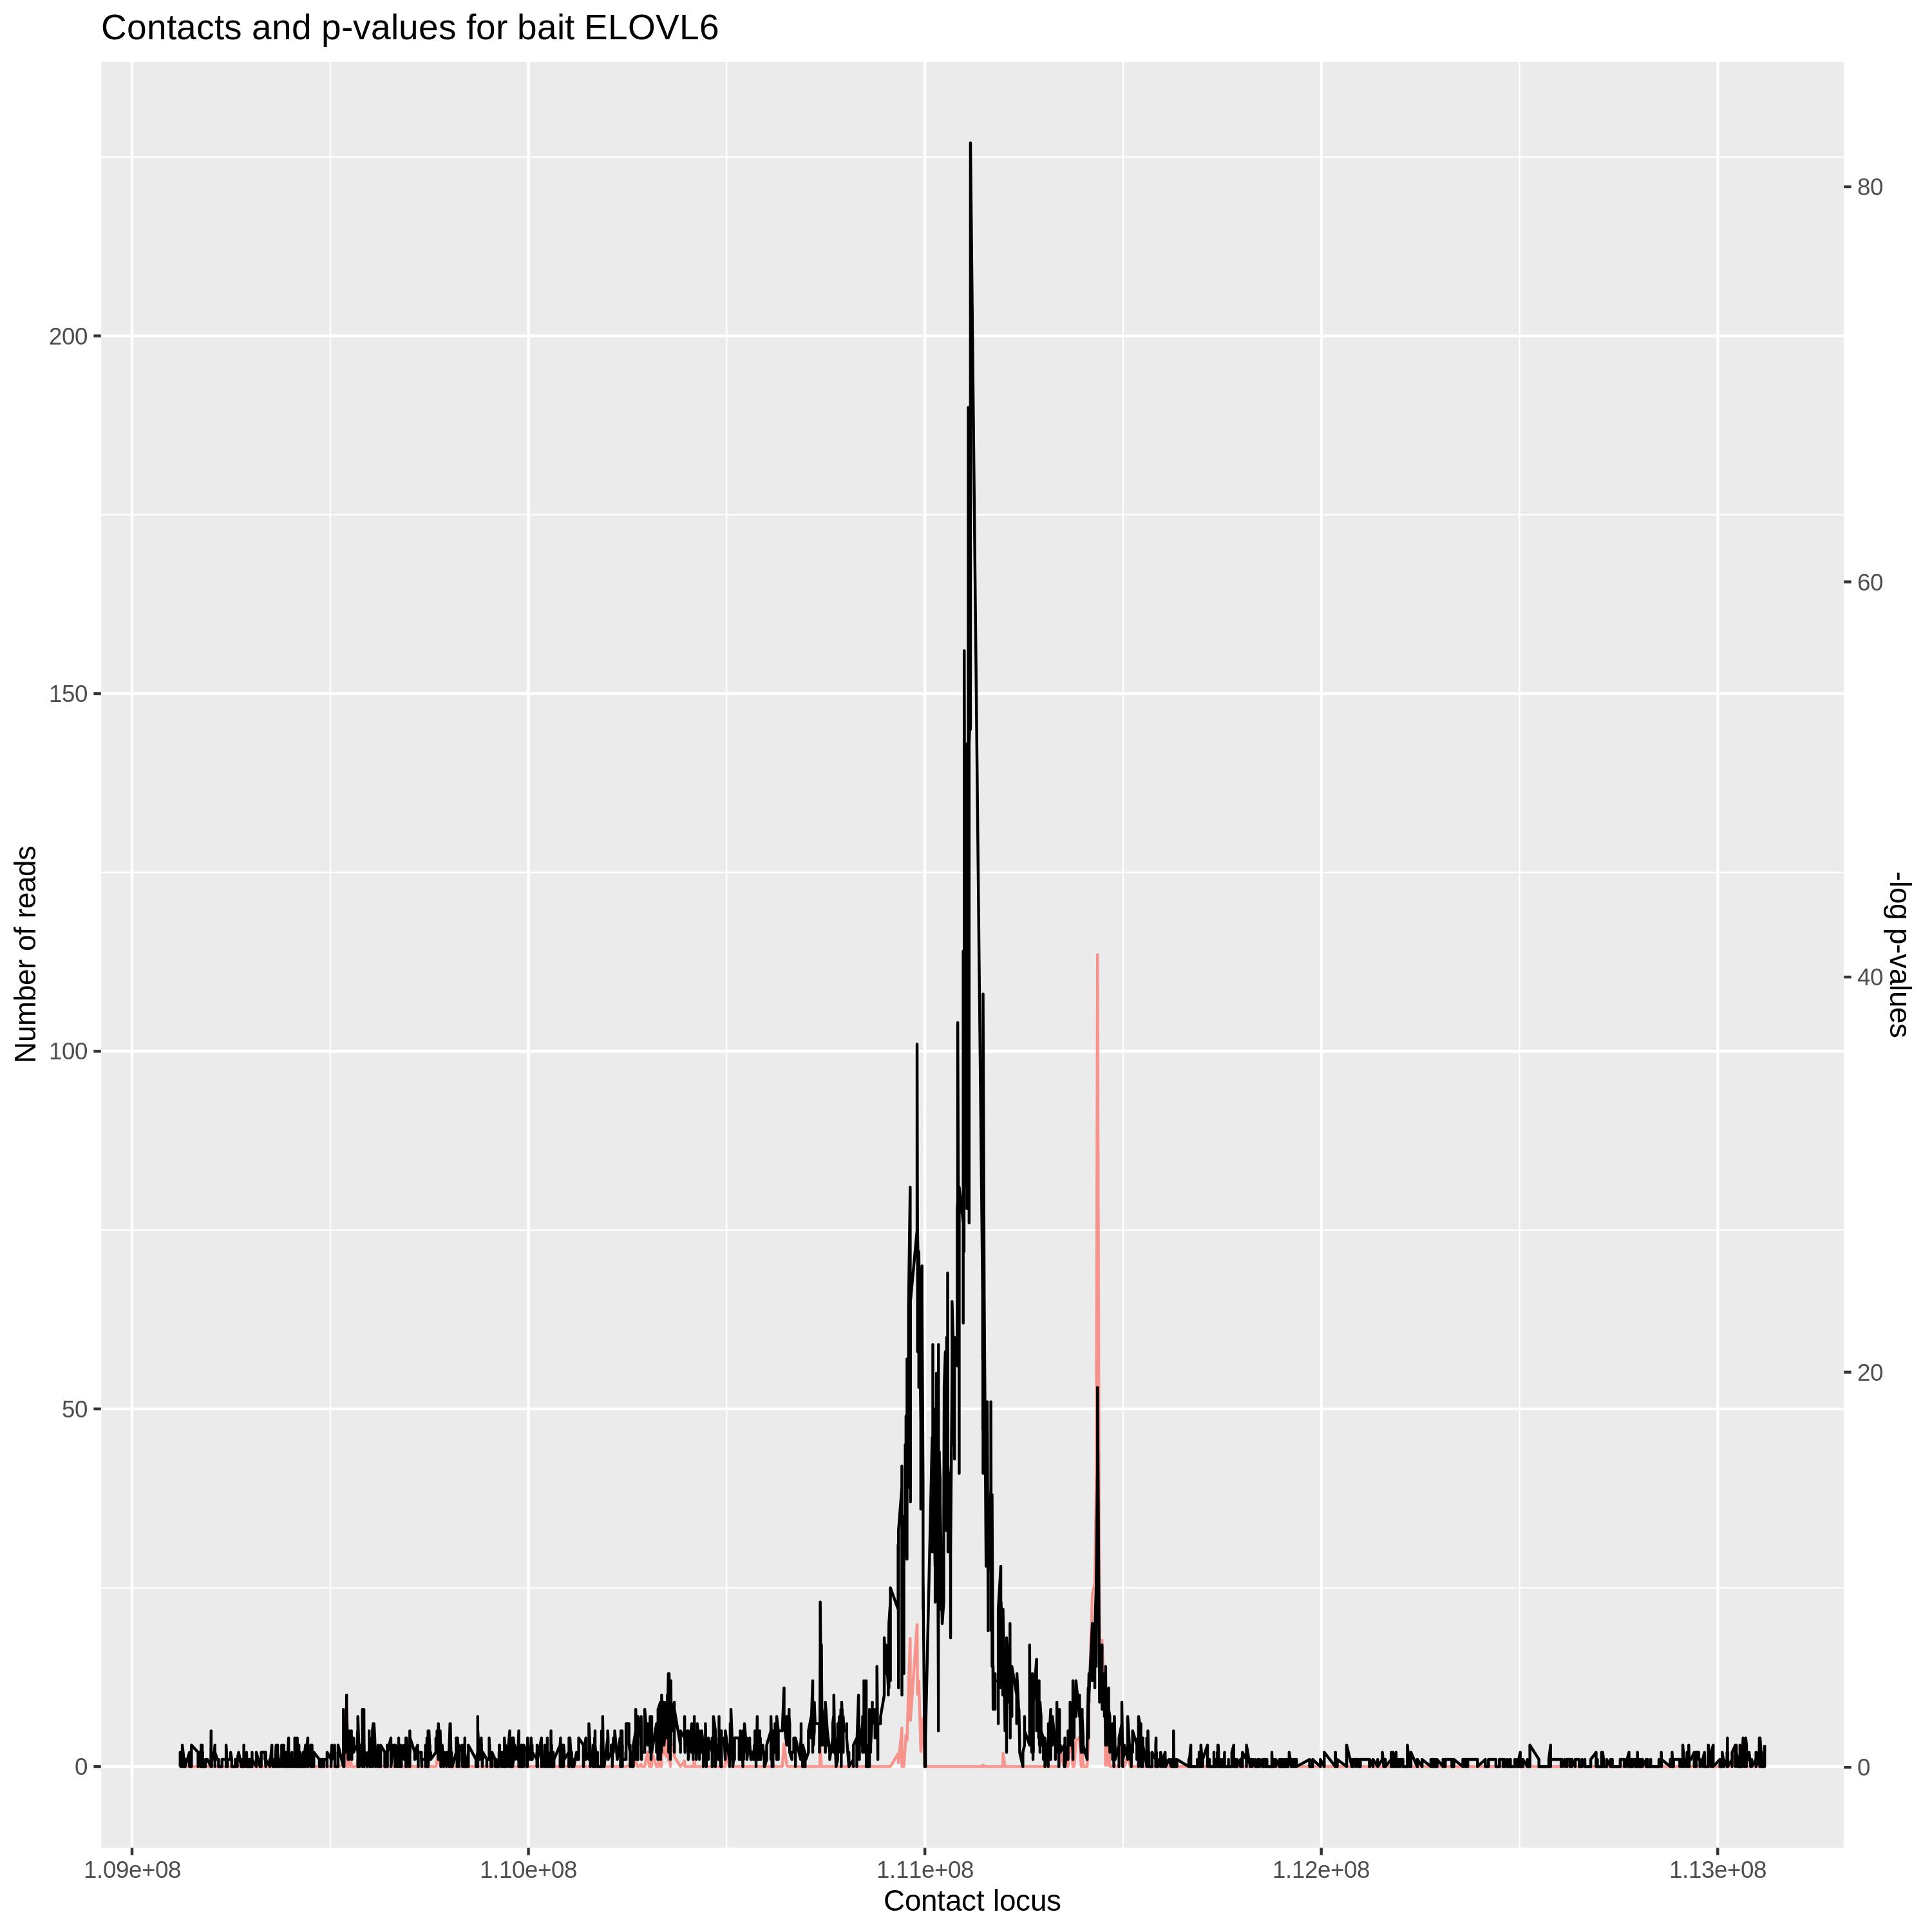 Contacts and p-values for bait ELOVL6
Number of reads
200
150
100
50
0
80
60
40
20
0
-log p-values
1.09e+08
1.10e+08
1.11e+08
1.12e+08
1.13e+08
Contact locus